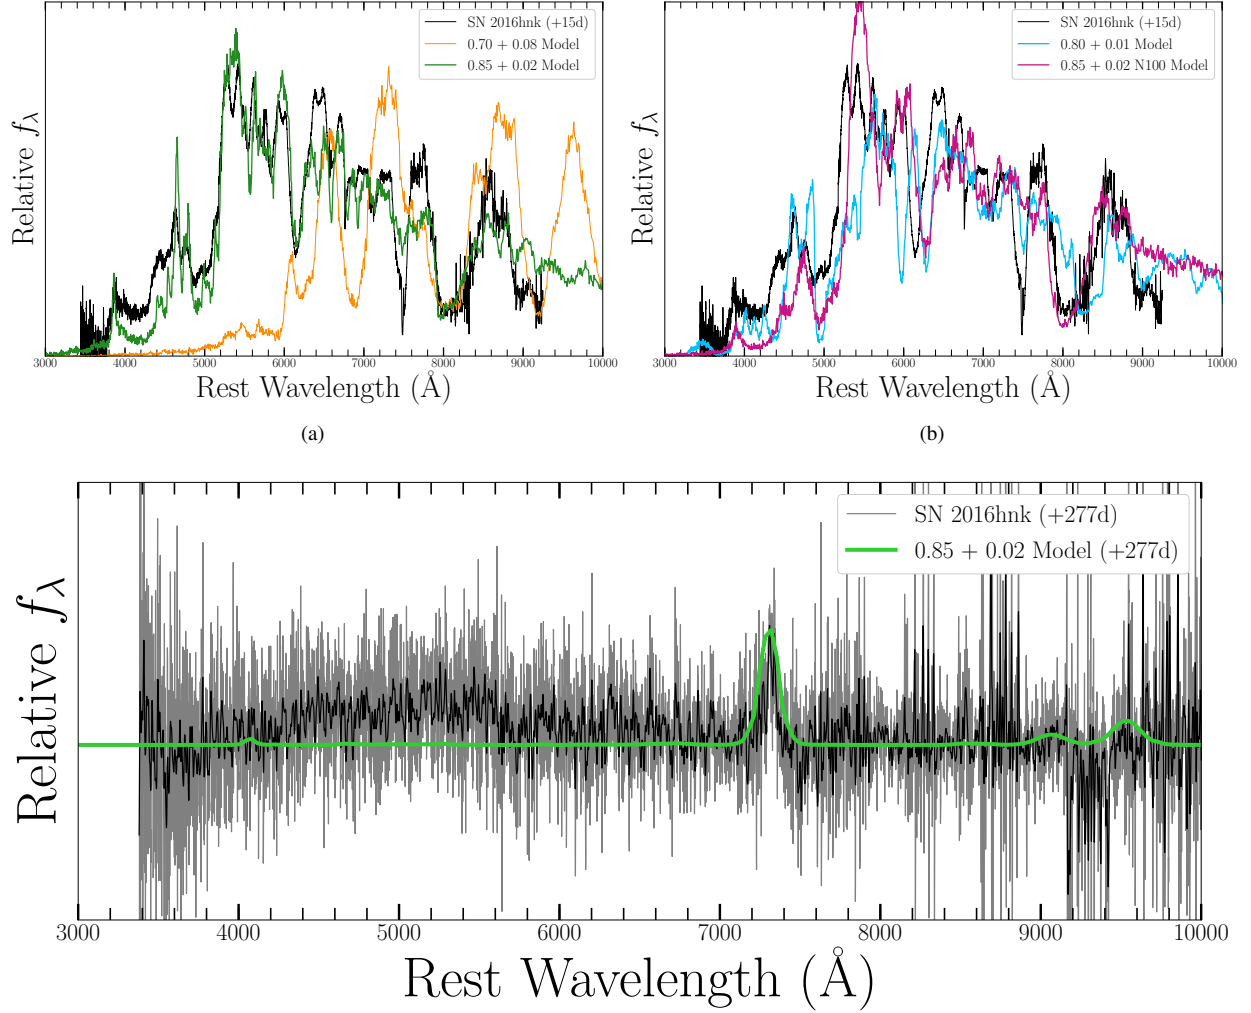 SN 2016hnk (+15d)
0.70 + 0.08 Model
0.85 + 0.02 Model
Relative fλ
3000 4000 5000 6000 7000 8000 9000 10000
Rest Wavelength (Å)
(a)
SN 2016hnk (+15d)
0.80 + 0.01 Model
0.85 + 0.02 N100 Model
Relative fλ
3000 4000 5000 6000 7000 8000 9000 10000
Rest Wavelength (Å)
(b)
SN 2016hnk (+277d)
0.85 + 0.02 Model (+277d)
Relative fλ
3000 4000 5000 6000 7000 8000 9000 10000
Rest Wavelength (Å)